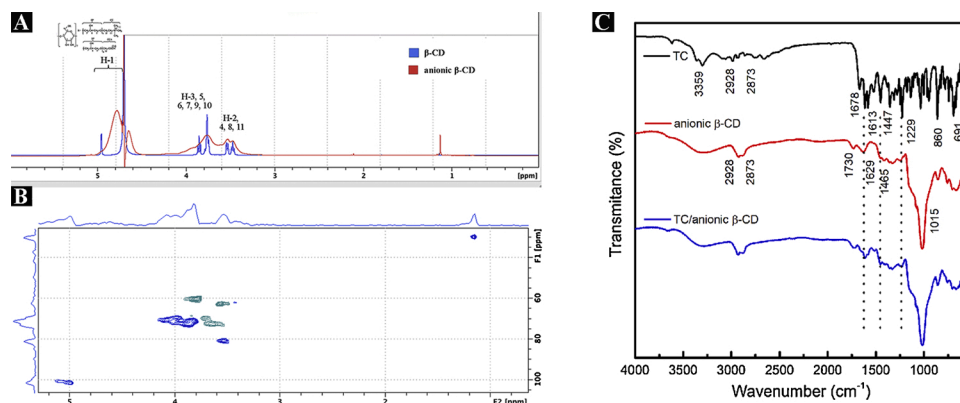 A
H-1
β-CD
anionic β-CD
H-3, 5,
6, 7, 9, 10
H-2,
4, 8, 11
5
4
3
2
[ppm]
1
B
F1 [ppm]
60
80
100
5
4
3
2
F2 [ppm]
C
TC
3359
2928
2873
1678
1613
1447
1229
860
691
anionic β-CD
2928
2873
1730
1629
1465
1015
TC/anionic β-CD
Transmitance (%)
4000
3500
3000
2500
2000
1500
1000
Wavenumber (cm⁻¹)